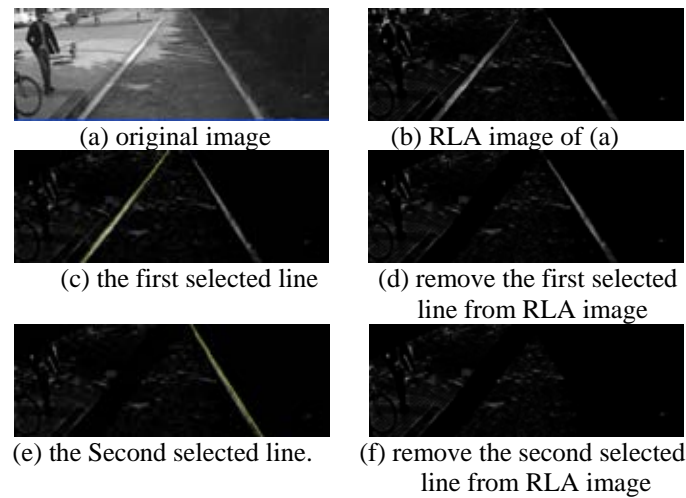 (a) original image
(b) RLA image of (a)
(c) the first selected line
(d) remove the first selected
line from RLA image
(e) the Second selected line.
(f) remove the second selected
line from RLA image